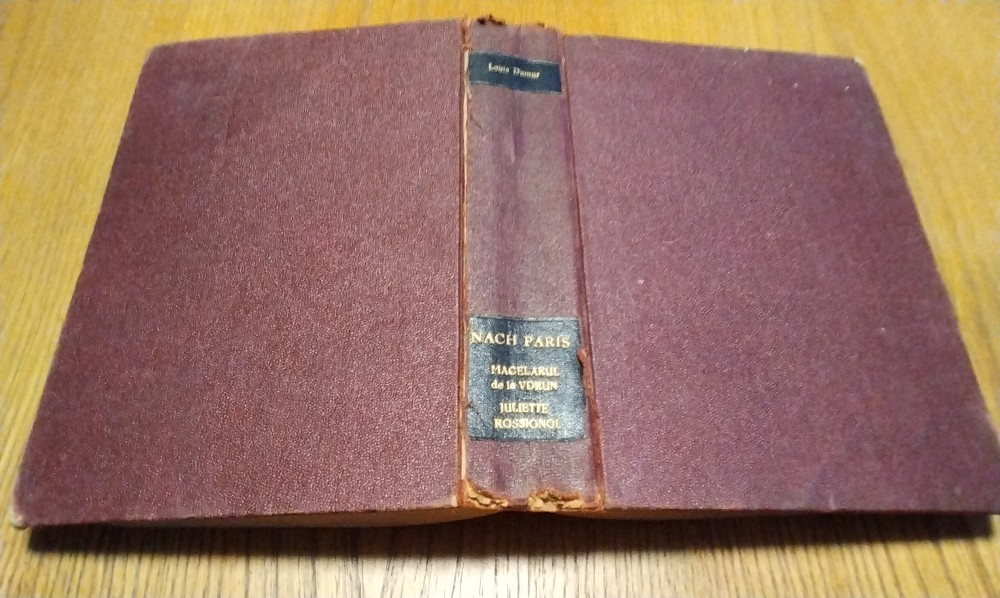 Louis Dumur
NACH PARIS
MACELARUL
de la VDRUN
JULIETTE
ROSSIGNOL